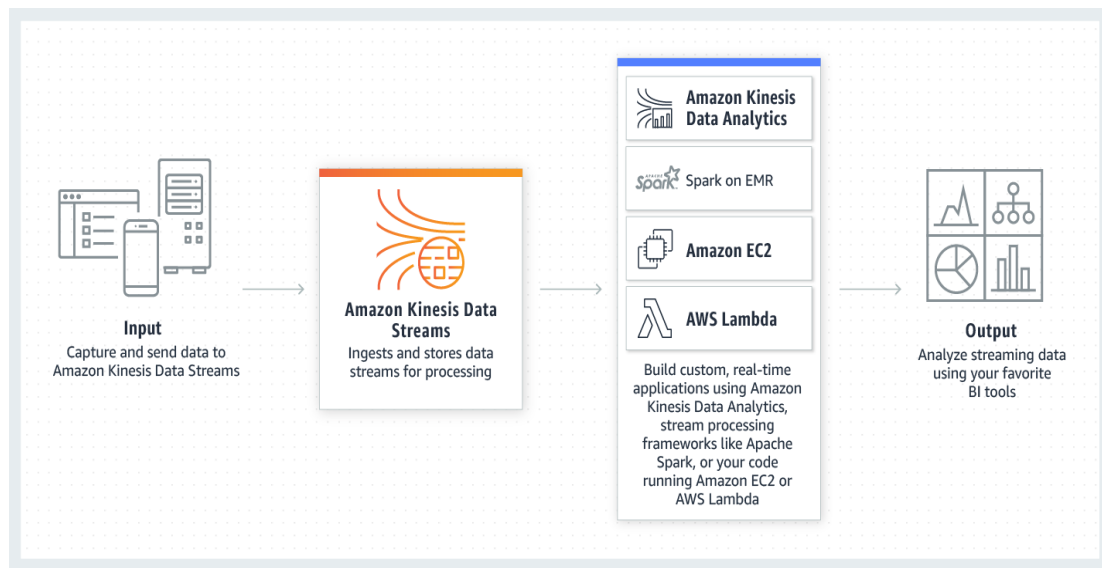 Input
Capture and send data to
Amazon Kinesis Data Streams
Amazon Kinesis Data
Streams
Ingests and stores data
streams for processing
Amazon Kinesis
Data Analytics
APACHE
Spark
Spark on EMR
Amazon EC2
AWS Lambda
Build custom, real-time
applications using Amazon
Kinesis Data Analytics,
stream processing
frameworks like Apache
Spark, or your code
running Amazon EC2 or
AWS Lambda
Output
Analyze streaming data
using your favorite
BI tools